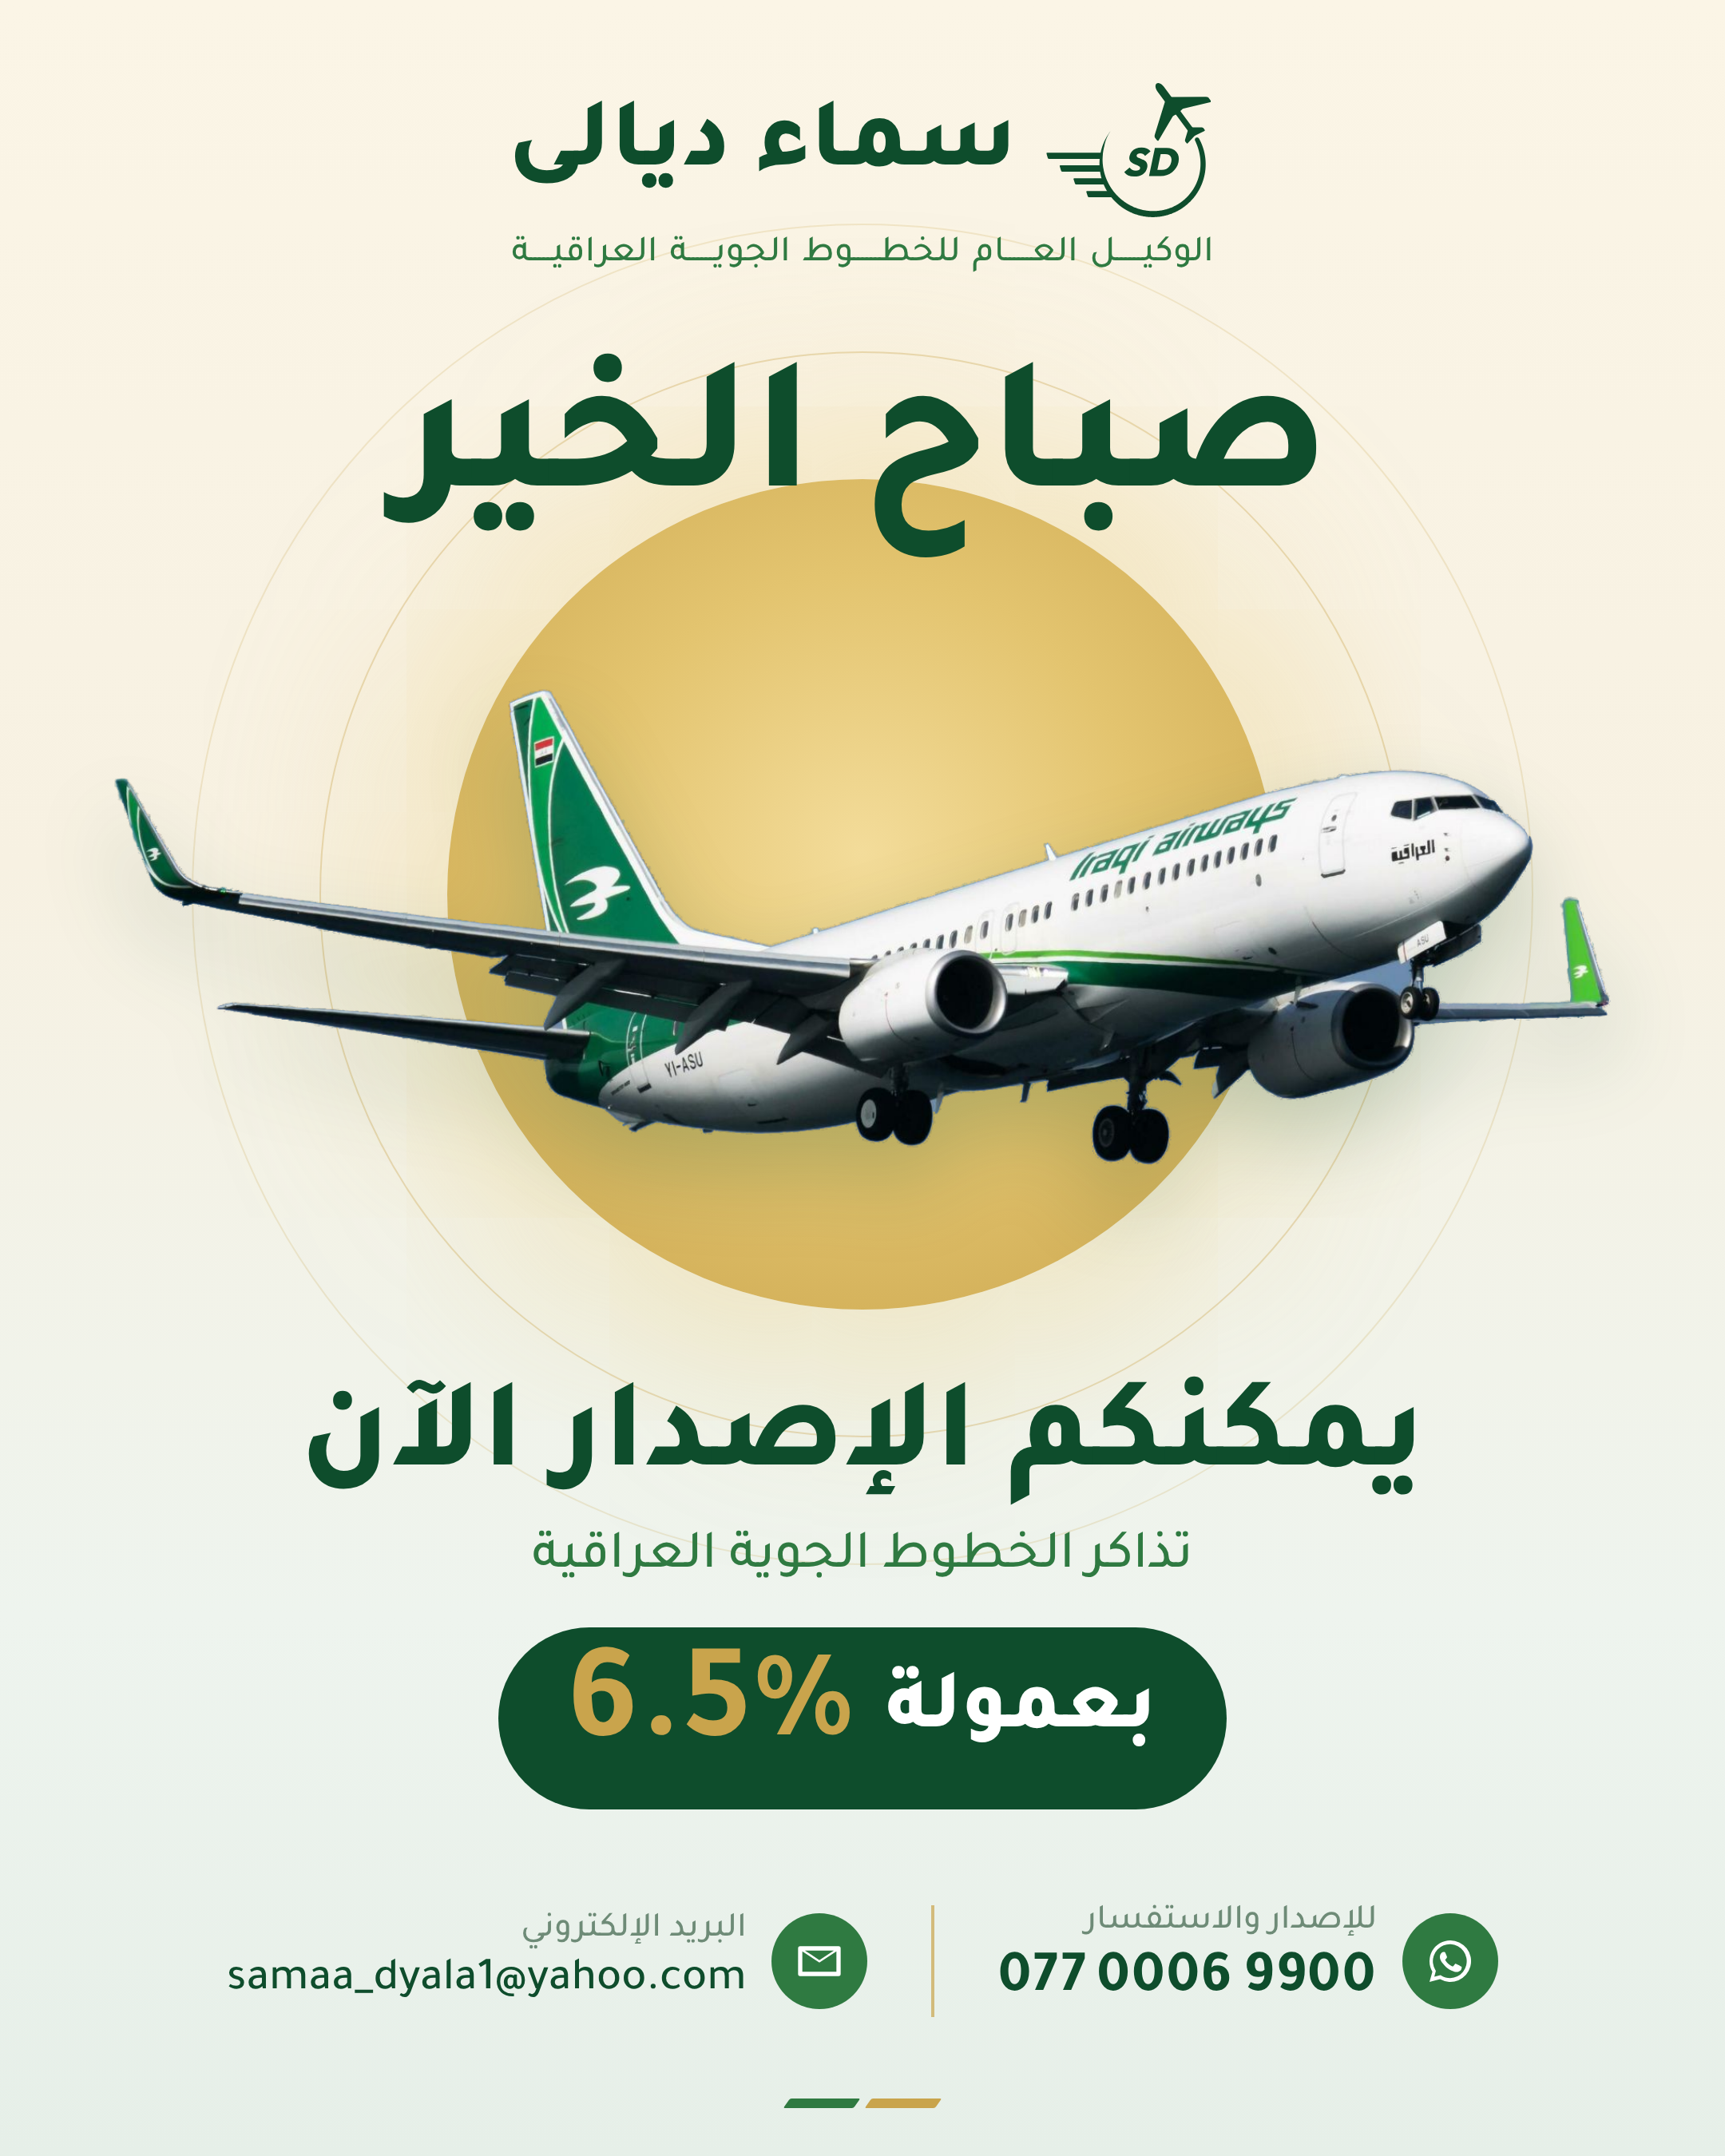 SD
سماء ديالى
الوكيـــل العـــام للخطـــوط الجويـــة العراقيـــة
صباح الخير
Iraqi airways
العراقية
ASU
YI-ASU
يمكنكم الإصدار الآن
تذاكر الخطوط الجوية العراقية
بعمولة 6.5%
للإصدار والاستفسار
077 0006 9900
البريد الإلكتروني
samaa_dyala1@yahoo.com